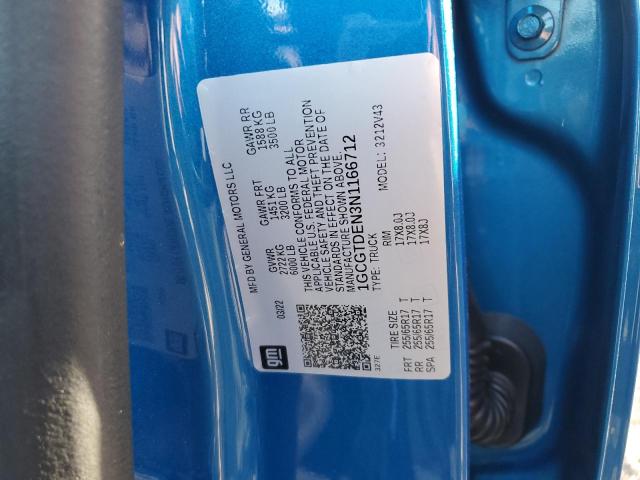 MFD BY GENERAL MOTORS LLC
03/22
GVWR
2722 KG
6000 LB
GAWR FRT
1451 KG
3200 LB
GAWR RR
1588 KG
3500 LB
THIS VEHICLE CONFORMS TO ALL
APPLICABLE U.S. FEDERAL MOTOR
VEHICLE SAFETY AND THEFT PREVENTION
STANDARDS IN EFFECT ON THE DATE OF
MANUFACTURE SHOWN ABOVE.
1GCGTDEN3N1166712
TYPE: TRUCK
MODEL: 3212V43
TIRE SIZE
RIM
FRT 255/65R17 T 17X8.0J
RR 255/65R17 T 17X8.0J
SPA 255/65R17 T 17X8J
gm
327E